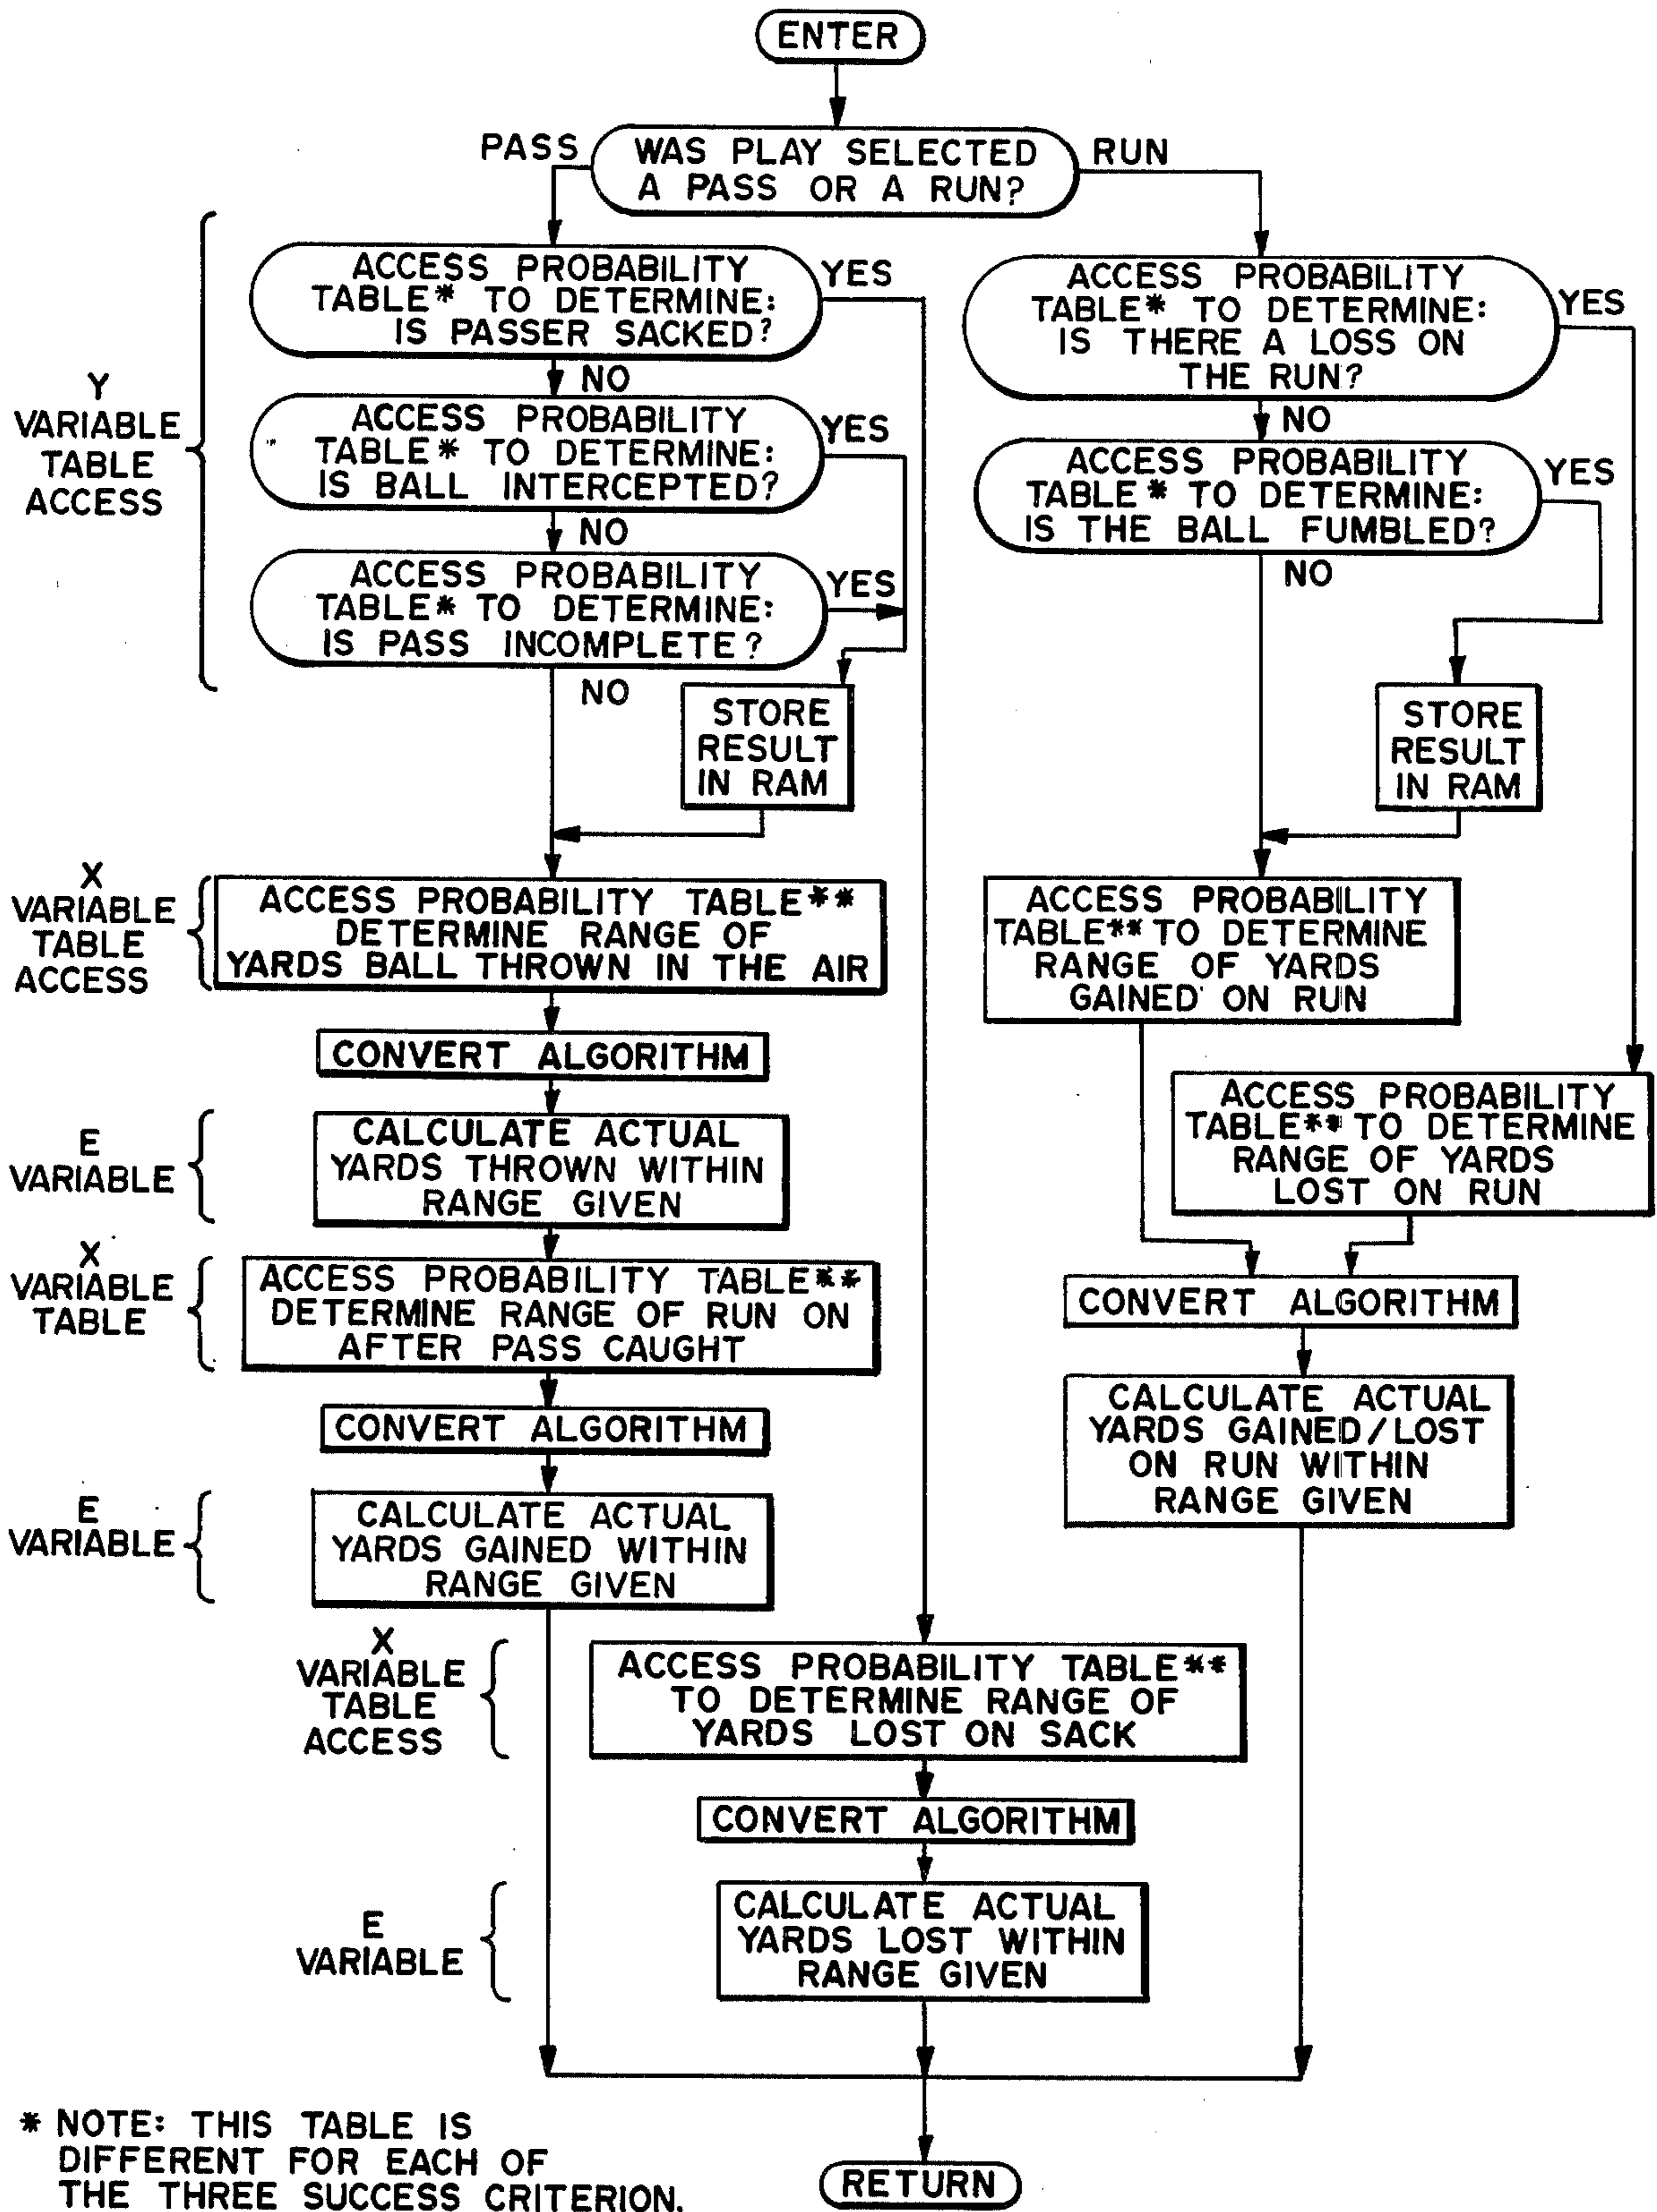 ENTER
PASS
WAS PLAY SELECTED
A PASS OR A RUN?
RUN
Y
VARIABLE
TABLE
ACCESS
ACCESS PROBABILITY
TABLE* TO DETERMINE:
IS PASSER SACKED?
YES
NO
ACCESS PROBABILITY
TABLE* TO DETERMINE:
IS BALL INTERCEPTED?
YES
NO
ACCESS PROBABILITY
TABLE* TO DETERMINE:
IS PASS INCOMPLETE?
YES
NO
STORE
RESULT
IN RAM
ACCESS PROBABILITY
TABLE* TO DETERMINE:
IS THERE A LOSS ON
THE RUN?
YES
NO
ACCESS PROBABILITY
TABLE* TO DETERMINE:
IS THE BALL FUMBLED?
YES
NO
STORE
RESULT
IN RAM
X
VARIABLE
TABLE
ACCESS
ACCESS PROBABILITY TABLE**
DETERMINE RANGE OF
YARDS BALL THROWN IN THE AIR
CONVERT ALGORITHM
E
VARIABLE
CALCULATE ACTUAL
YARDS THROWN WITHIN
RANGE GIVEN
X
VARIABLE
TABLE
ACCESS PROBABILITY TABLE**
DETERMINE RANGE OF RUN ON
AFTER PASS CAUGHT
CONVERT ALGORITHM
E
VARIABLE
CALCULATE ACTUAL
YARDS GAINED WITHIN
RANGE GIVEN
ACCESS PROBABILITY
TABLE** TO DETERMINE
RANGE OF YARDS
GAINED ON RUN
ACCESS PROBABILITY
TABLE** TO DETERMINE
RANGE OF YARDS
LOST ON RUN
CONVERT ALGORITHM
CALCULATE ACTUAL
YARDS GAINED/LOST
ON RUN WITHIN
RANGE GIVEN
X
VARIABLE
TABLE
ACCESS
ACCESS PROBABILITY TABLE**
TO DETERMINE RANGE OF
YARDS LOST ON SACK
CONVERT ALGORITHM
E
VARIABLE
CALCULATE ACTUAL
YARDS LOST WITHIN
RANGE GIVEN
RETURN
* NOTE: THIS TABLE IS
DIFFERENT FOR EACH OF
THE THREE SUCCESS CRITERION.